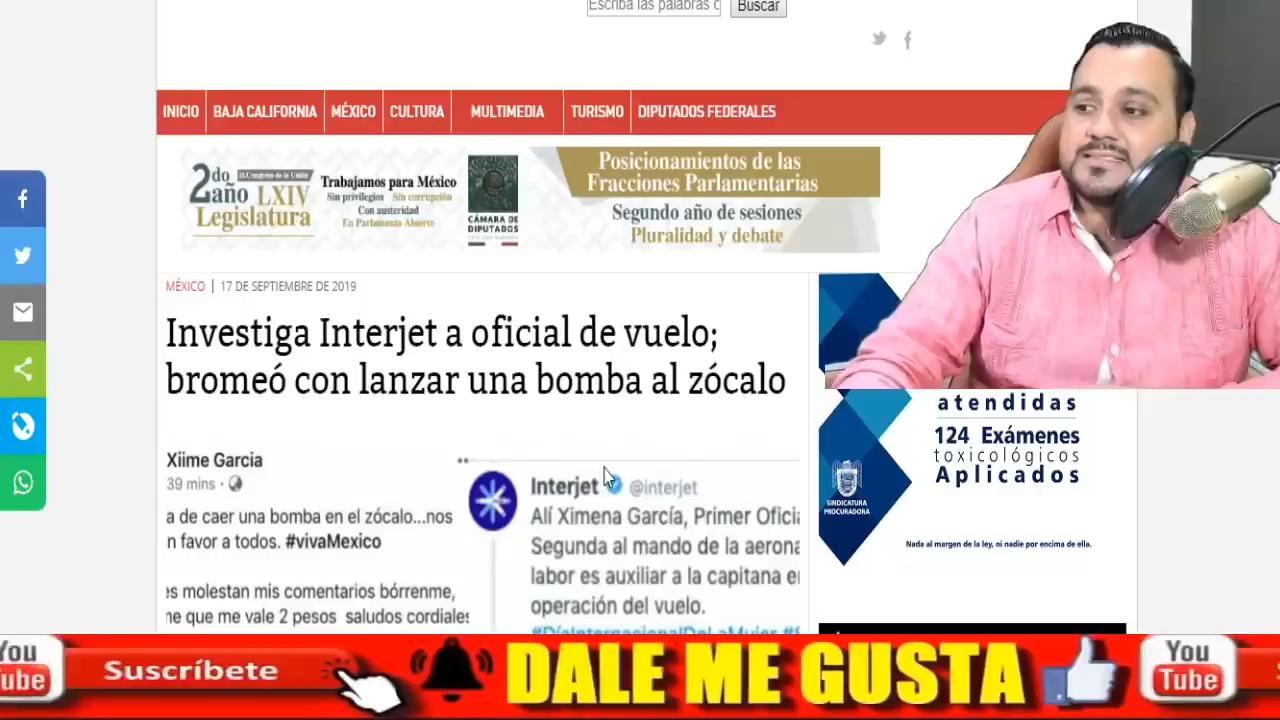 Escriba las palabras c
Buscar
INICIO
BAJA CALIFORNIA
MÉXICO
CULTURA
MULTIMEDIA
TURISMO
DIPUTADOS FEDERALES
2do año
H. Congreso de la Unión
LXIV
Legislatura
Trabajamos para México
Sin privilegios Sin corrupción
Con austeridad
En Parlamento Abierto
CÁMARA DE
DIPUTADOS
Posicionamientos de las
Fracciones Parlamentarias
Segundo año de sesiones
Pluralidad y debate
MÉXICO | 17 DE SEPTIEMBRE DE 2019
Investiga Interjet a oficial de vuelo;
bromeó con lanzar una bomba al zócalo
Xiime Garcia
39 mins ·
a de caer una bomba en el zócalo...nos
n favor a todos. #vivaMexico
es molestan mis comentarios bórrenme,
ne que me vale 2 pesos saludos cordiales
Interjet @interjet
Alí Ximena García, Primer Oficia
Segunda al mando de la aerona
labor es auxiliar a la capitana e
operación del vuelo.
#DíaInternacionalDeLaMujer
atendidas
124 Exámenes
toxicológicos
Aplicados
SINDICATURA
PROCURADORA
Nada al margen de la ley, ni nadie por encima de ella.
You
ube
Suscríbete
DALE ME GUSTA
You
Tube